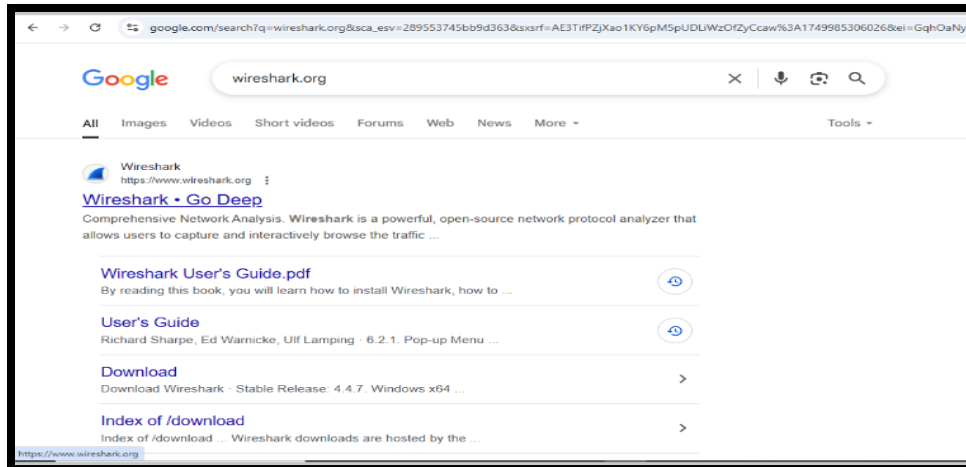 google.com/search?q=wireshark.org&sca_esv=289553745bb9d363&sxsrf=AE3TifPZjXao1KY6pM5pUDLiWzOfZyCcaw%3A1749985306026&ei=GqhOaNy
Google
wireshark.org
All Images Videos Short videos Forums Web News More Tools
Wireshark
https://www.wireshark.org
Wireshark • Go Deep
Comprehensive Network Analysis. Wireshark is a powerful, open-source network protocol analyzer that
allows users to capture and interactively browse the traffic ...
Wireshark User's Guide.pdf
By reading this book, you will learn how to install Wireshark, how to ...
User's Guide
Richard Sharpe, Ed Warnicke, Ulf Lamping · 6.2.1. Pop-up Menu ...
Download
Download Wireshark · Stable Release: 4.4.7. Windows x64 ...
Index of /download
Index of /download ... Wireshark downloads are hosted by the ...
https://www.wireshark.org